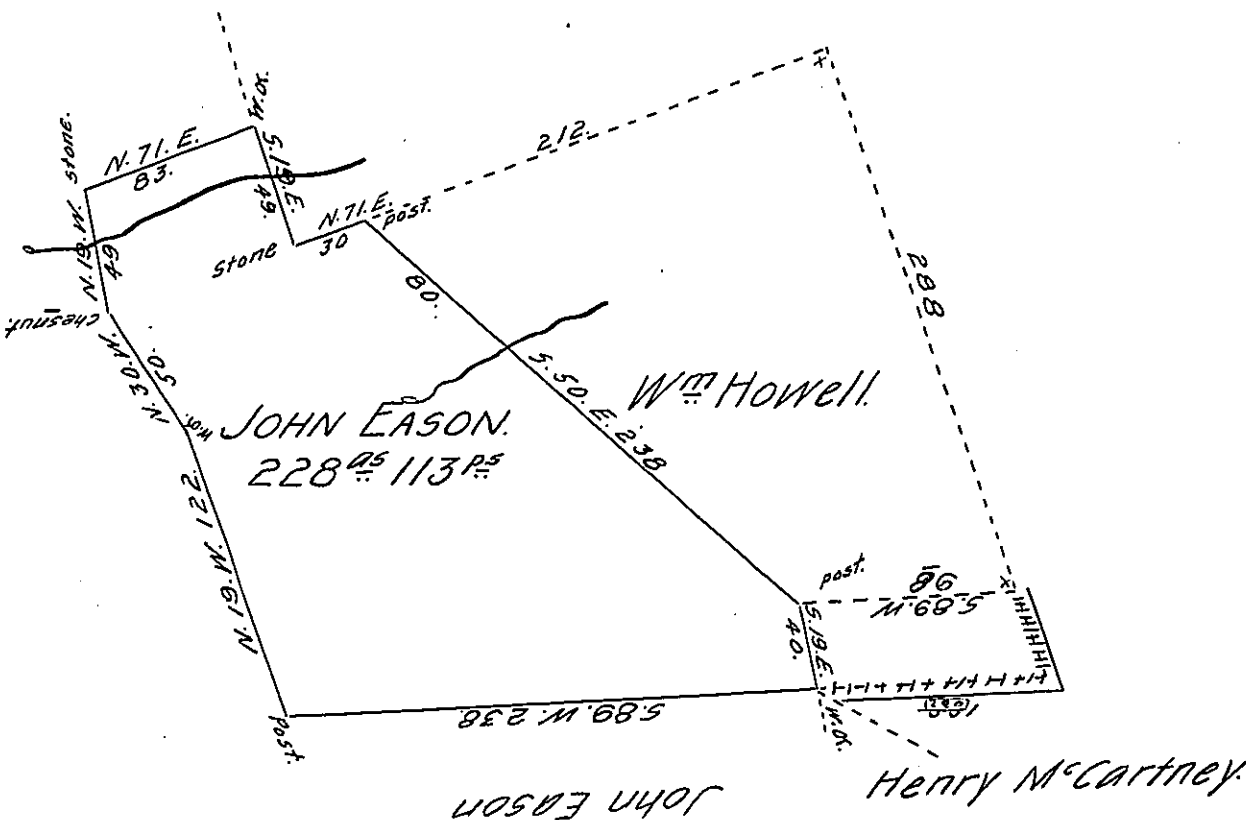 W.O.
stone.
N. 71. E.
83.
S. 19. E.
49.
212.
N. 71. E.
30
post.
stone
N. 19. W.
49
chesnut.
N. 30. W.
50.
W.O.
80.
288
S. 50. E. 238
Wm Howell.
JOHN EASON.
228 as 113 ps
N 19. W. 122.
post.
S. 89. W.
98
S. 19. E.
40.
S. 89. W. 238
post.
W.O.
John Eason
Henry McCartney.